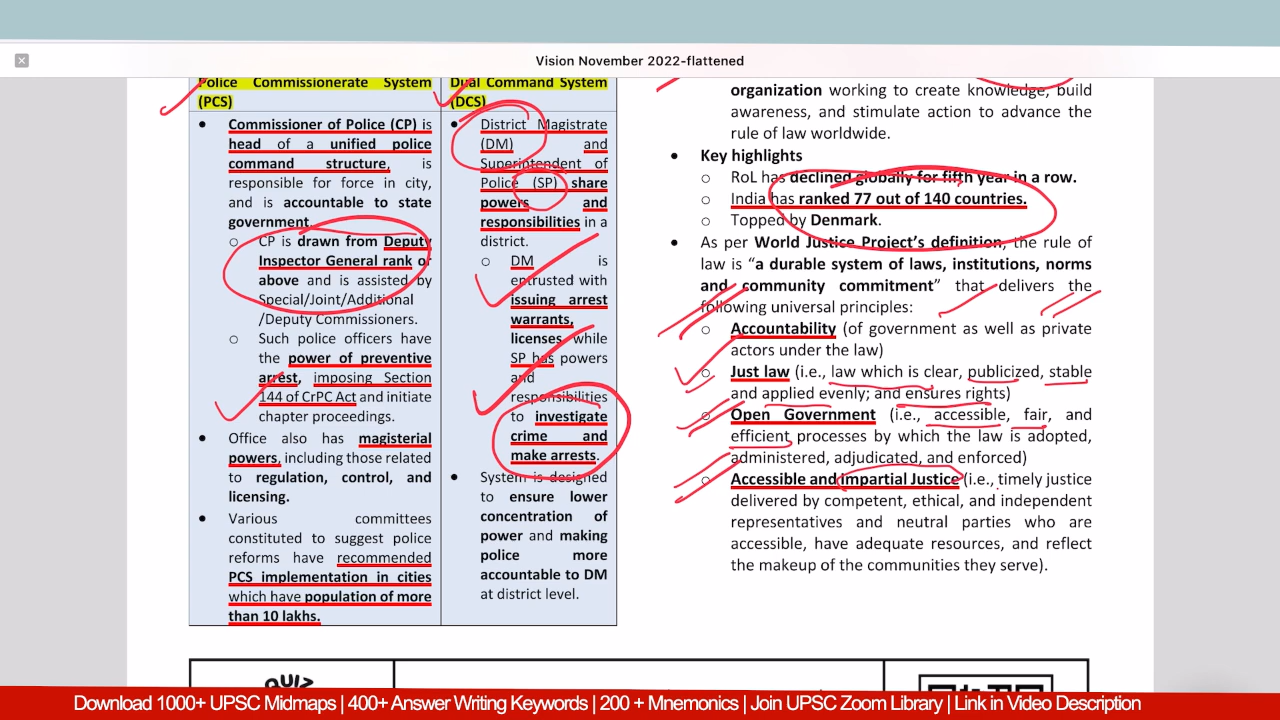 Vision November 2022-flattened
Police Commissionerate System
(PCS)
Commissioner of Police (CP) is
head of a unified police
command structure, is
responsible for force in city,
and is accountable to state
government.
o CP is drawn from Deputy
Inspector General rank or
above and is assisted by
Special/Joint/Additional
/Deputy Commissioners.
o Such police officers have
the power of preventive
arrest, imposing Section
144 of CrPC Act and initiate
chapter proceedings.
• Office also has magisterial
powers, including those related
to regulation, control, and
licensing.
• Various committees
constituted to suggest police
reforms have recommended
PCS implementation in cities
which have population of more
than 10 lakhs.
Dual Command System
(DCS)
• District Magistrate
(DM) and
Superintendent of
Police (SP) share
powers and
responsibilities in a
district.
o DM is
entrusted with
issuing arrest
warrants,
licenses while
SP has powers
and
responsibilities
to investigate
crime and
make arrests.
• System is designed
to ensure lower
concentration of
power and making
police more
accountable to DM
at district level.
organization working to create knowledge, build
awareness, and stimulate action to advance the
rule of law worldwide.
• Key highlights
o RoL has declined globally for fifth year in a row.
o India has ranked 77 out of 140 countries.
o Topped by Denmark.
• As per World Justice Project's definition, the rule of
law is “a durable system of laws, institutions, norms
and community commitment” that delivers the
following universal principles:
o Accountability (of government as well as private
actors under the law)
o Just law (i.e., law which is clear, publicized, stable
and applied evenly; and ensures rights)
o Open Government (i.e., accessible, fair, and
efficient processes by which the law is adopted,
administered, adjudicated, and enforced)
o Accessible and Impartial Justice (i.e., timely justice
delivered by competent, ethical, and independent
representatives and neutral parties who are
accessible, have adequate resources, and reflect
the makeup of the communities they serve).
QUIZ
Download 1000+ UPSC Midmaps | 400+ Answer Writing Keywords | 200 + Mnemonics | Join UPSC Zoom Library | Link in Video Description